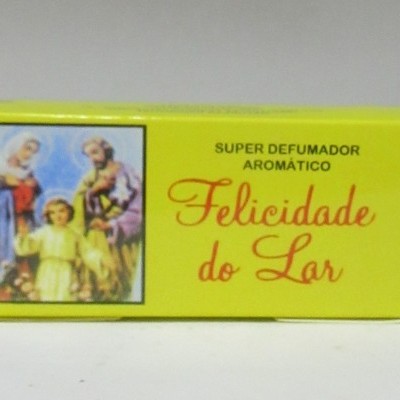 SUPER DEFUMADOR
AROMÁTICO
Felicidade
do Lar